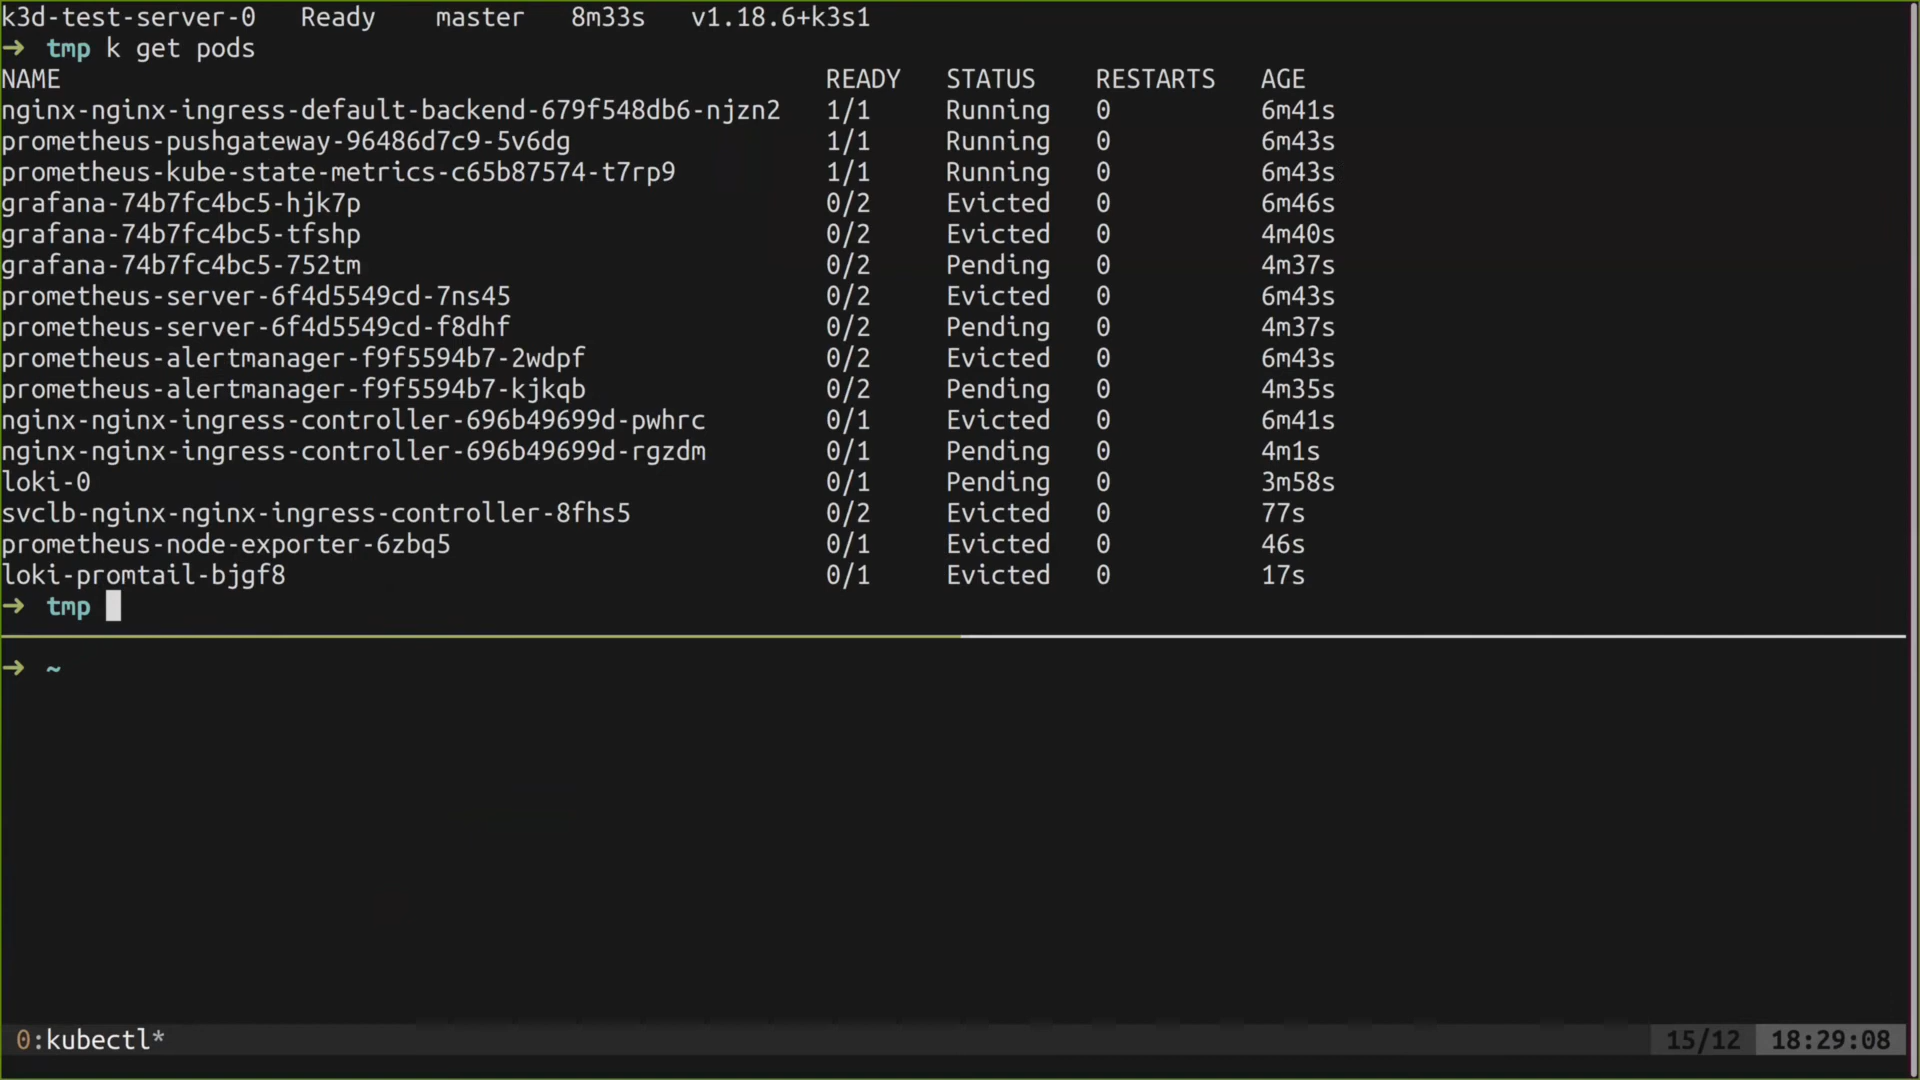 k3d-test-server-0   Ready    master   8m33s   v1.18.6+k3s1
➜  tmp k get pods
NAME                                                   READY   STATUS    RESTARTS   AGE
nginx-nginx-ingress-default-backend-679f548db6-njzn2   1/1     Running   0          6m41s
prometheus-pushgateway-96486d7c9-5v6dg                 1/1     Running   0          6m43s
prometheus-kube-state-metrics-c65b87574-t7rp9          1/1     Running   0          6m43s
grafana-74b7fc4bc5-hjk7p                               0/2     Evicted   0          6m46s
grafana-74b7fc4bc5-tfshp                               0/2     Evicted   0          4m40s
grafana-74b7fc4bc5-752tm                               0/2     Pending   0          4m37s
prometheus-server-6f4d5549cd-7ns45                     0/2     Evicted   0          6m43s
prometheus-server-6f4d5549cd-f8dhf                     0/2     Pending   0          4m37s
prometheus-alertmanager-f9f5594b7-2wdpf                0/2     Evicted   0          6m43s
prometheus-alertmanager-f9f5594b7-kjkqb                0/2     Pending   0          4m35s
nginx-nginx-ingress-controller-696b49699d-pwhrc        0/1     Evicted   0          6m41s
nginx-nginx-ingress-controller-696b49699d-rgzdm        0/1     Pending   0          4m1s
loki-0                                                 0/1     Pending   0          3m58s
svclb-nginx-nginx-ingress-controller-8fhs5             0/2     Evicted   0          77s
prometheus-node-exporter-6zbq5                         0/1     Evicted   0          46s
loki-promtail-bjgf8                                    0/1     Evicted   0          17s
➜  tmp
➜  ~
0:kubectl* 15/12 18:29:08